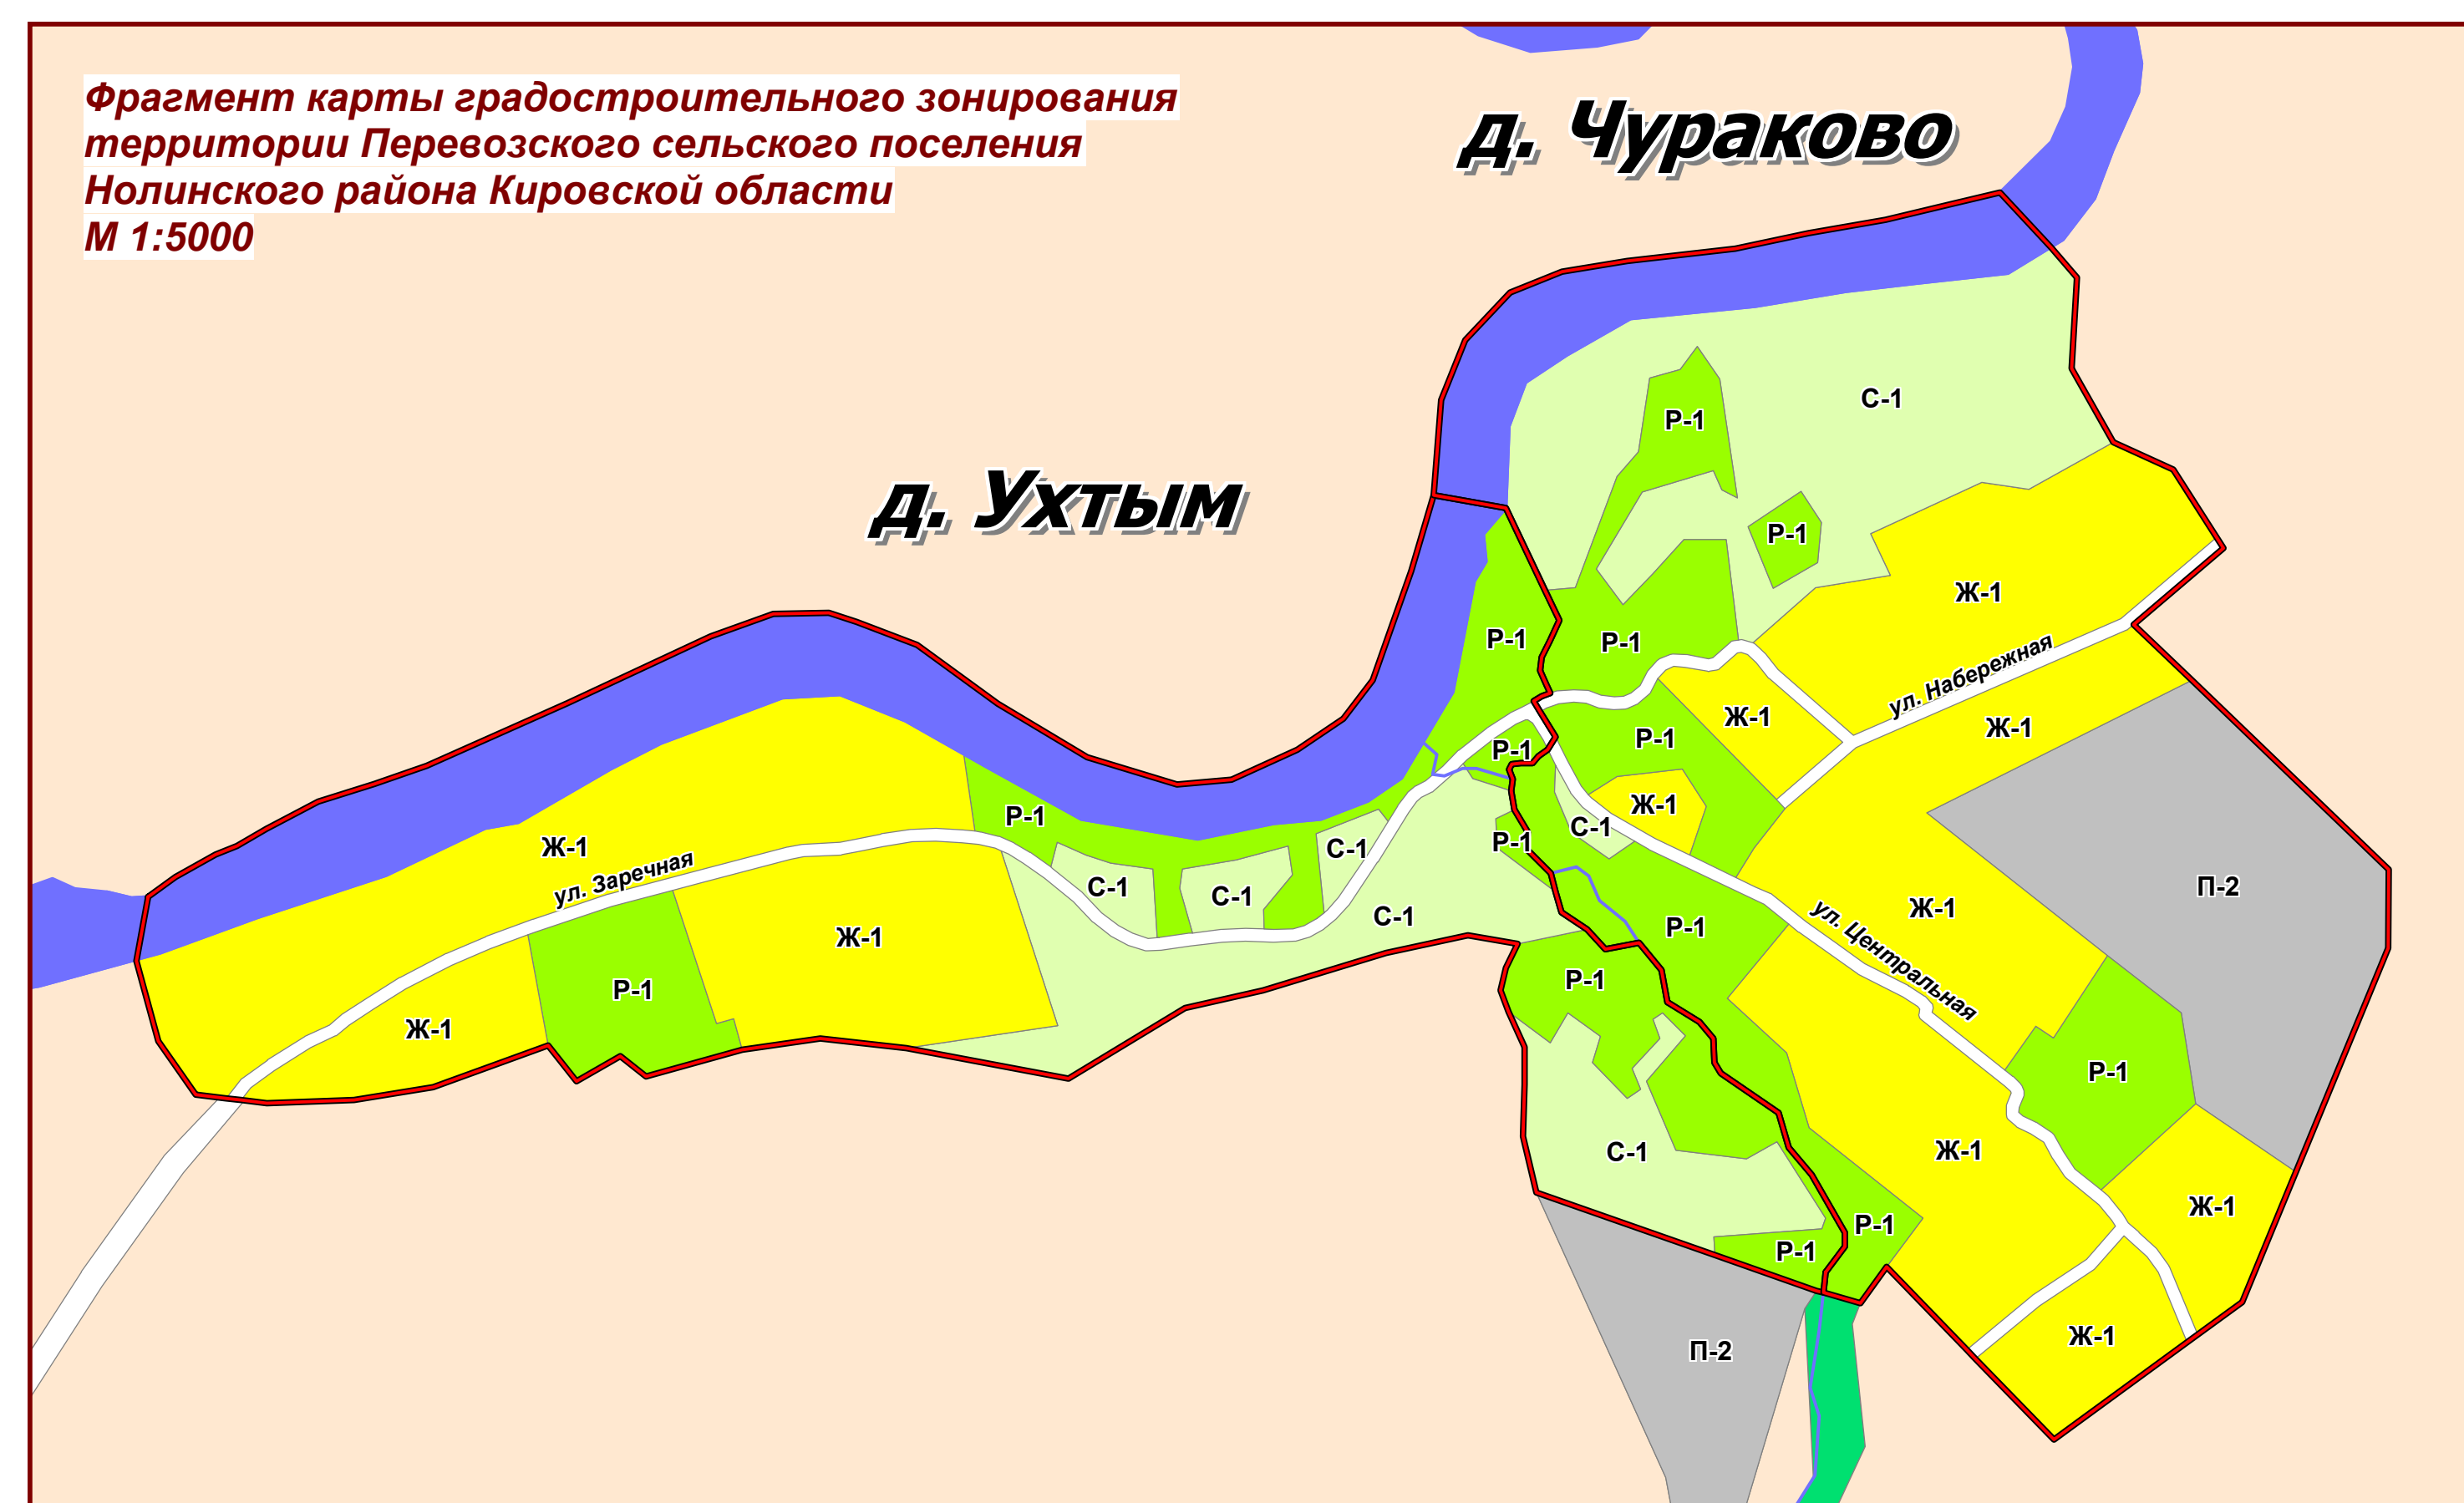 Фрагмент карты градостроительного зонирования
территории Перевозского сельского поселения
Нолинского района Кировской области
М 1:5000
д. Чураково
С-1
Р-1
д. Ухтым
Р-1
Ж-1
Р-1
Р-1
ул. Набережная
Ж-1
Ж-1
Р-1
Р-1
Ж-1
Р-1
С-1
Р-1
С-1
Ж-1
ул. Заречная
П-2
С-1
С-1
С-1
Ж-1
Р-1
Ж-1
ул. Центральная
Р-1
Р-1
Ж-1
Р-1
С-1
Ж-1
Ж-1
Р-1
Р-1
Ж-1
П-2